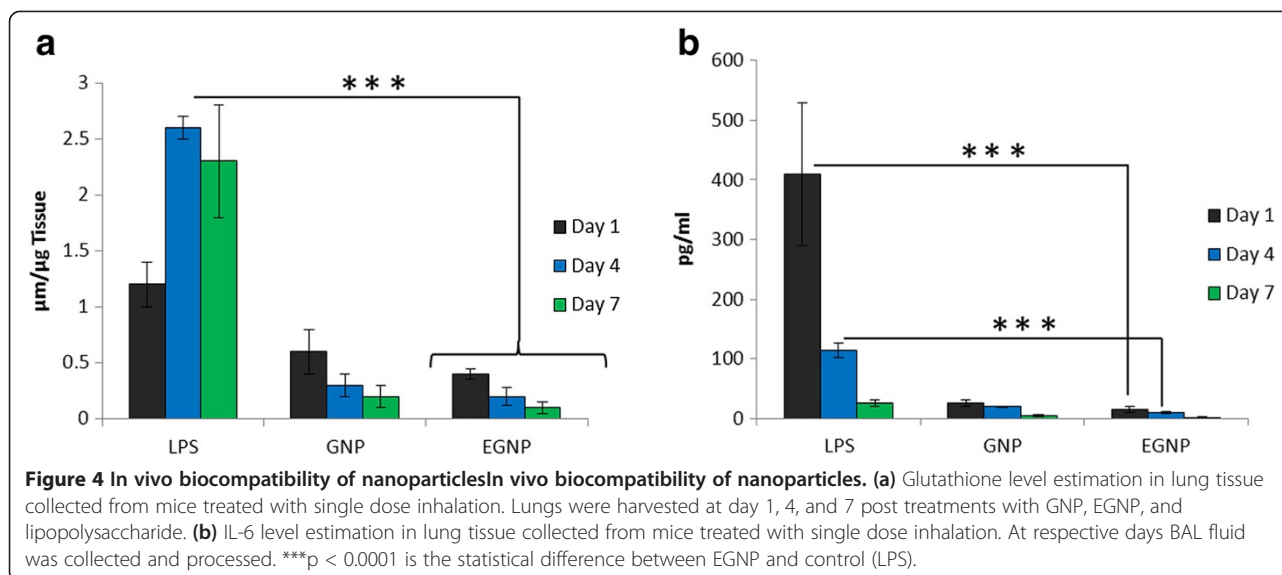 a
3
2.5
2
1.5
1
0.5
0
µm/µg Tissue
***
Day 1
Day 4
Day 7
LPS GNP EGNP
b
600
500
400
300
200
100
0
pg/ml
***
***
Day 1
Day 4
Day 7
LPS GNP EGNP
Figure 4 In vivo biocompatibility of nanoparticlesIn vivo biocompatibility of nanoparticles. (a) Glutathione level estimation in lung tissue
collected from mice treated with single dose inhalation. Lungs were harvested at day 1, 4, and 7 post treatments with GNP, EGNP, and
lipopolysaccharide. (b) IL-6 level estimation in lung tissue collected from mice treated with single dose inhalation. At respective days BAL fluid
was collected and processed. ***p < 0.0001 is the statistical difference between EGNP and control (LPS).